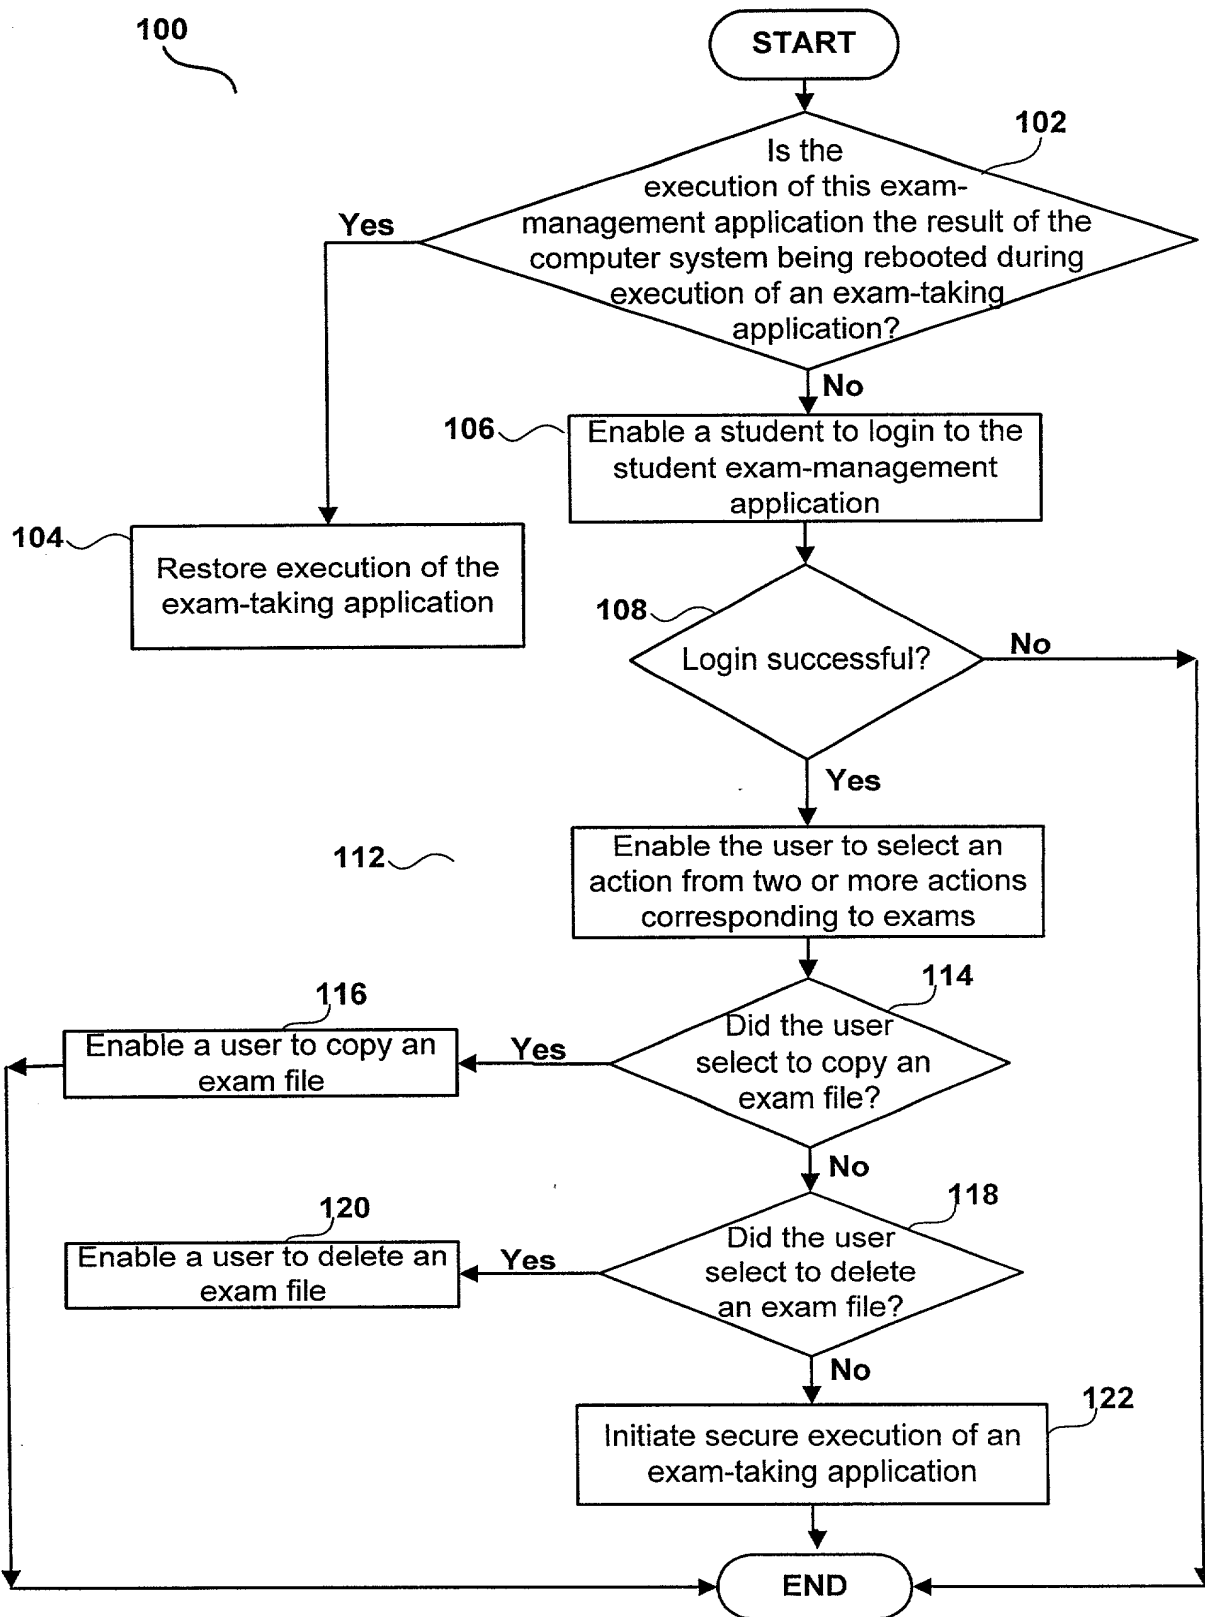 100
START
102
Is the
execution of this exam-
management application the result of the
computer system being rebooted during
execution of an exam-taking
application?
Yes
No
106
Enable a student to login to the
student exam-management
application
104
Restore execution of the
exam-taking application
108
Login successful?
No
Yes
112
Enable the user to select an
action from two or more actions
corresponding to exams
114
Did the user
select to copy an
exam file?
116
Yes
Enable a user to copy an
exam file
No
118
Did the user
select to delete
an exam file?
120
Yes
Enable a user to delete an
exam file
No
122
Initiate secure execution of an
exam-taking application
END